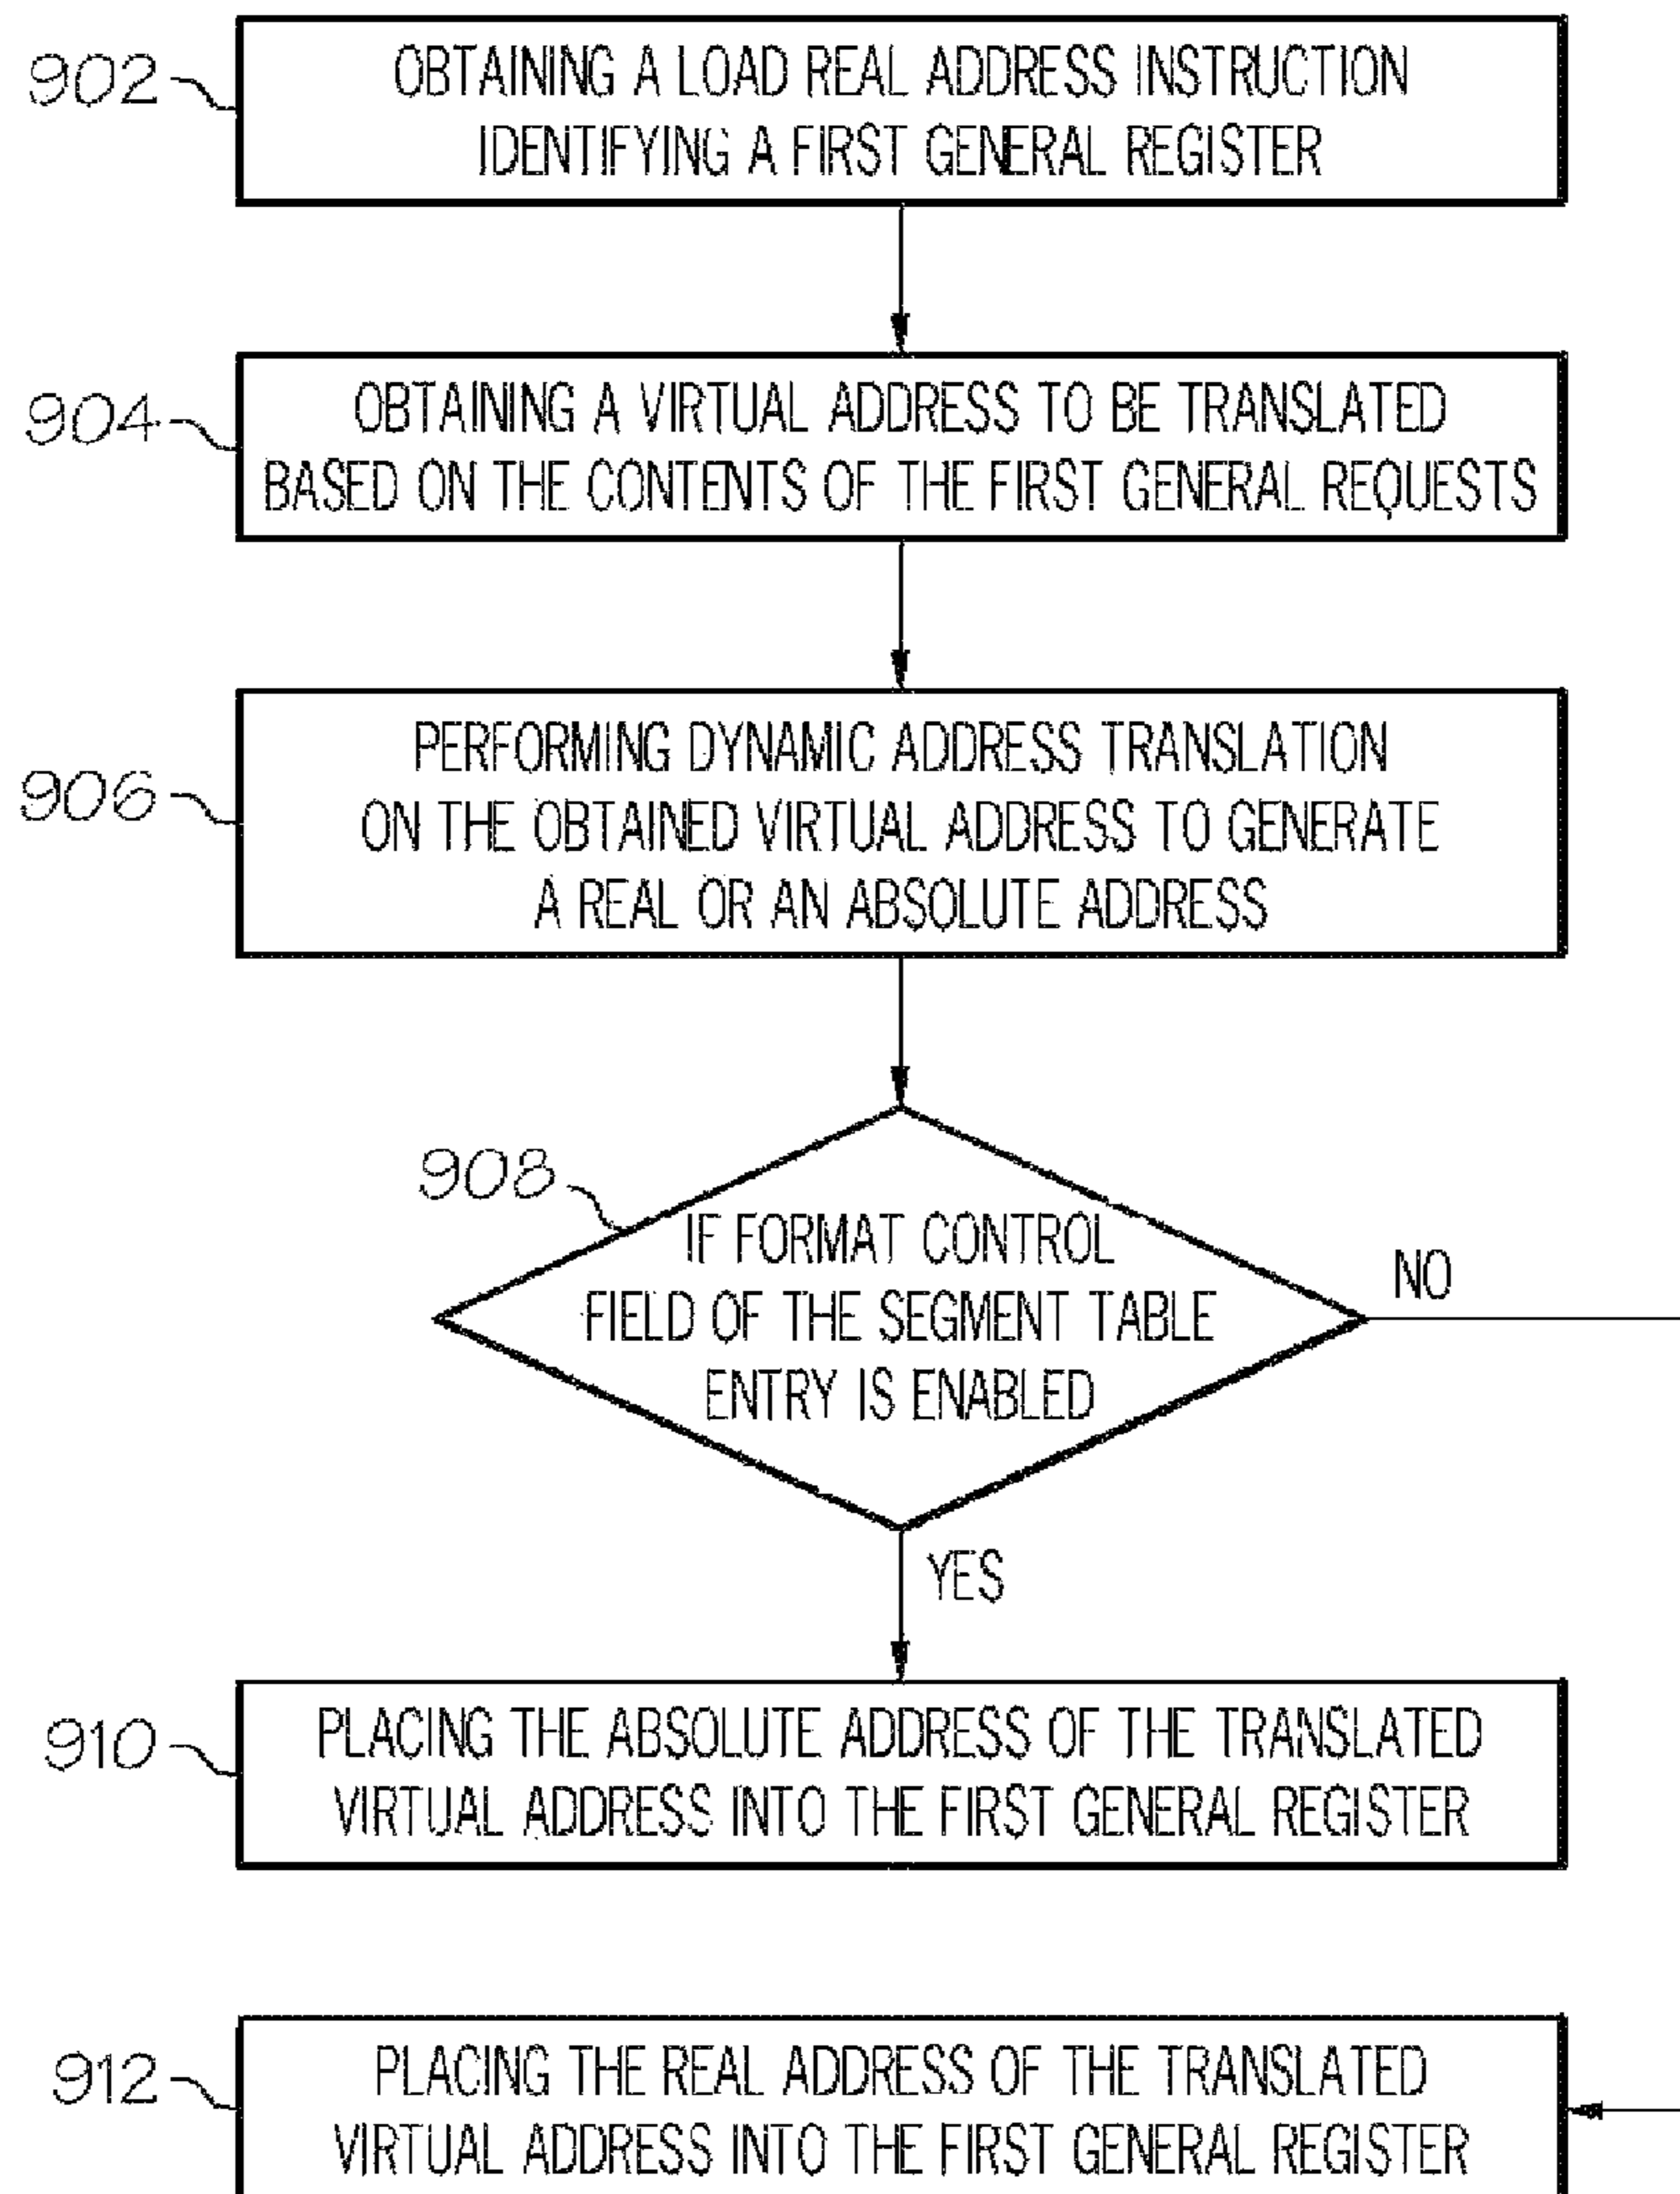 902
OBTAINING A LOAD REAL ADDRESS INSTRUCTION
IDENTIFYING A FIRST GENERAL REGISTER
904
OBTAINING A VIRTUAL ADDRESS TO BE TRANSLATED
BASED ON THE CONTENTS OF THE FIRST GENERAL REQUESTS
906
PERFORMING DYNAMIC ADDRESS TRANSLATION
ON THE OBTAINED VIRTUAL ADDRESS TO GENERATE
A REAL OR AN ABSOLUTE ADDRESS
908
IF FORMAT CONTROL
FIELD OF THE SEGMENT TABLE
ENTRY IS ENABLED
NO
YES
910
PLACING THE ABSOLUTE ADDRESS OF THE TRANSLATED
VIRTUAL ADDRESS INTO THE FIRST GENERAL REGISTER
912
PLACING THE REAL ADDRESS OF THE TRANSLATED
VIRTUAL ADDRESS INTO THE FIRST GENERAL REGISTER